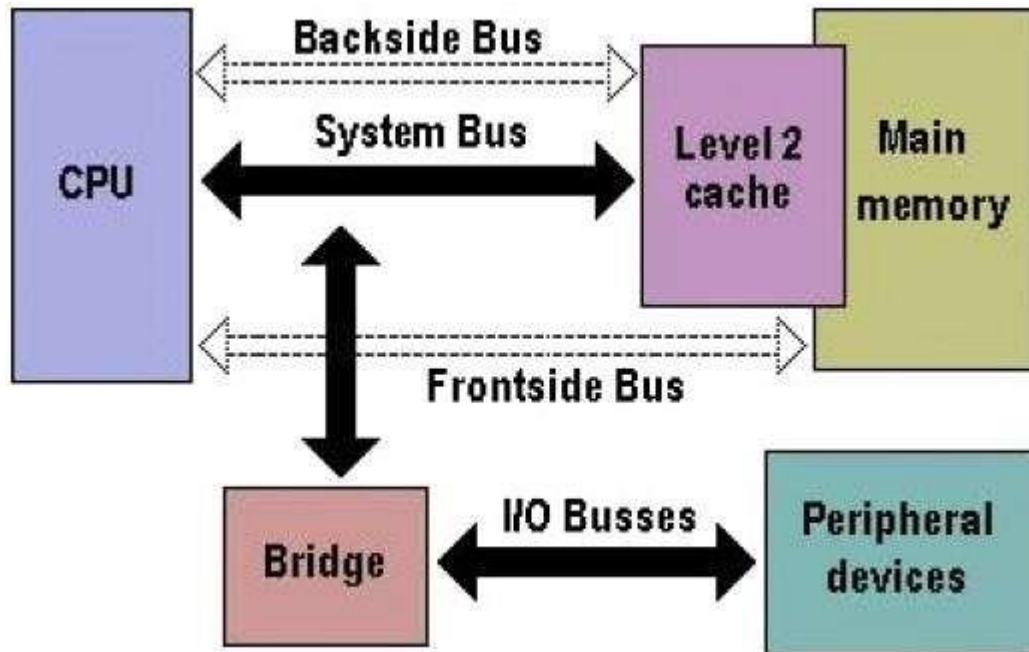 Backside Bus
System Bus
CPU
Level 2
cache
Main
memory
Frontside Bus
I/O Busses
Bridge
Peripheral
devices